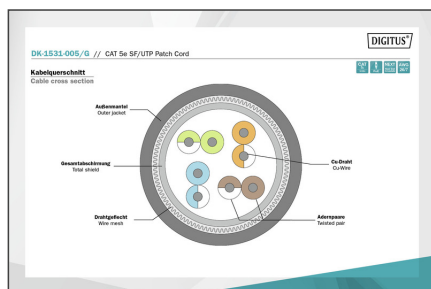 DIGITUS®
DK-1531-005/G // CAT 5e SF/UTP Patch Cord
Kabelquerschnitt
Cable cross section
Außenmantel
Outer jacket
Gesamtabschirmung
Total shield
Drahtgeflecht
Wire mesh
Cu-Draht
Cu-Wire
Adernpaare
Twisted pair